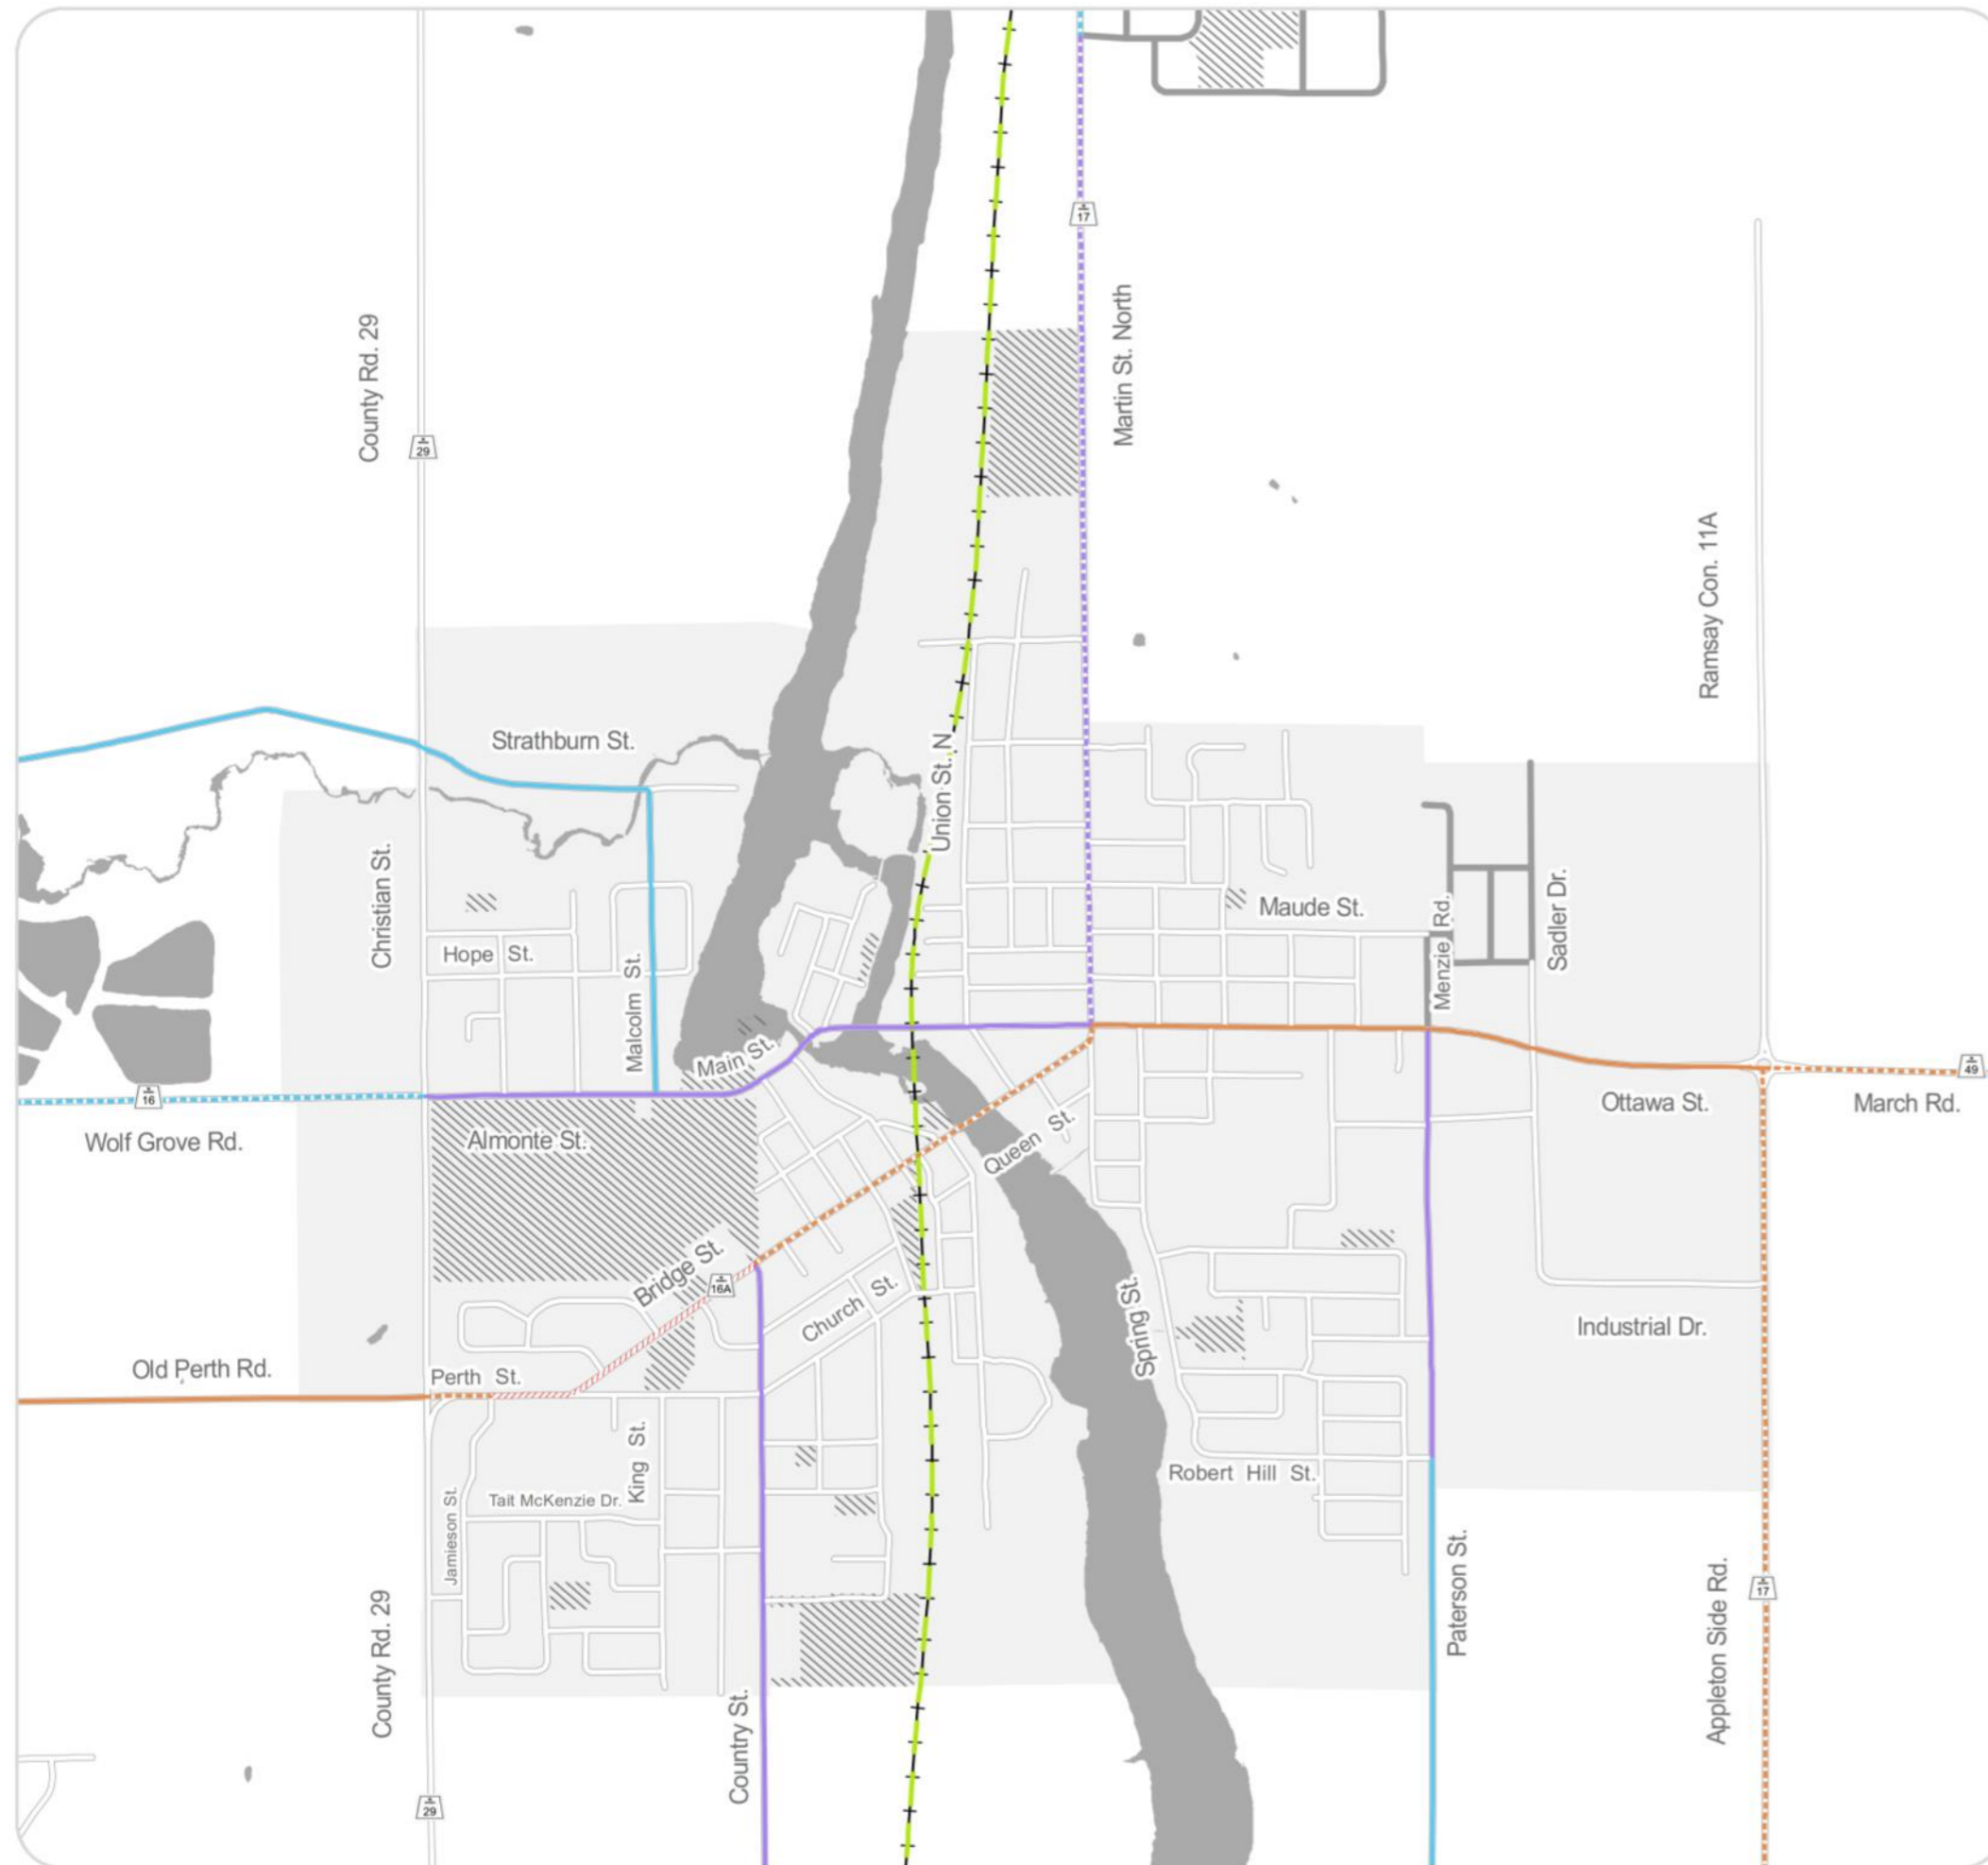 17
County Rd. 29
Martin St. North
29
Ramsay Con. 11A
Strathburn St.
Union St. N
Christian St.
Maude St.
Menzie Rd.
Sadler Dr.
Hope St.
Malcolm St.
Main St.
49
16
Ottawa St.
March Rd.
Wolf Grove Rd.
Almonte St.
Queen St.
Bridge St.
16A
Church St.
Spring St.
Industrial Dr.
Old Perth Rd.
Perth St.
King St.
Robert Hill St.
Jamieson St.
Tait McKenzie Dr.
Paterson St.
17
County Rd. 29
Appleton Side Rd.
Country St.
29